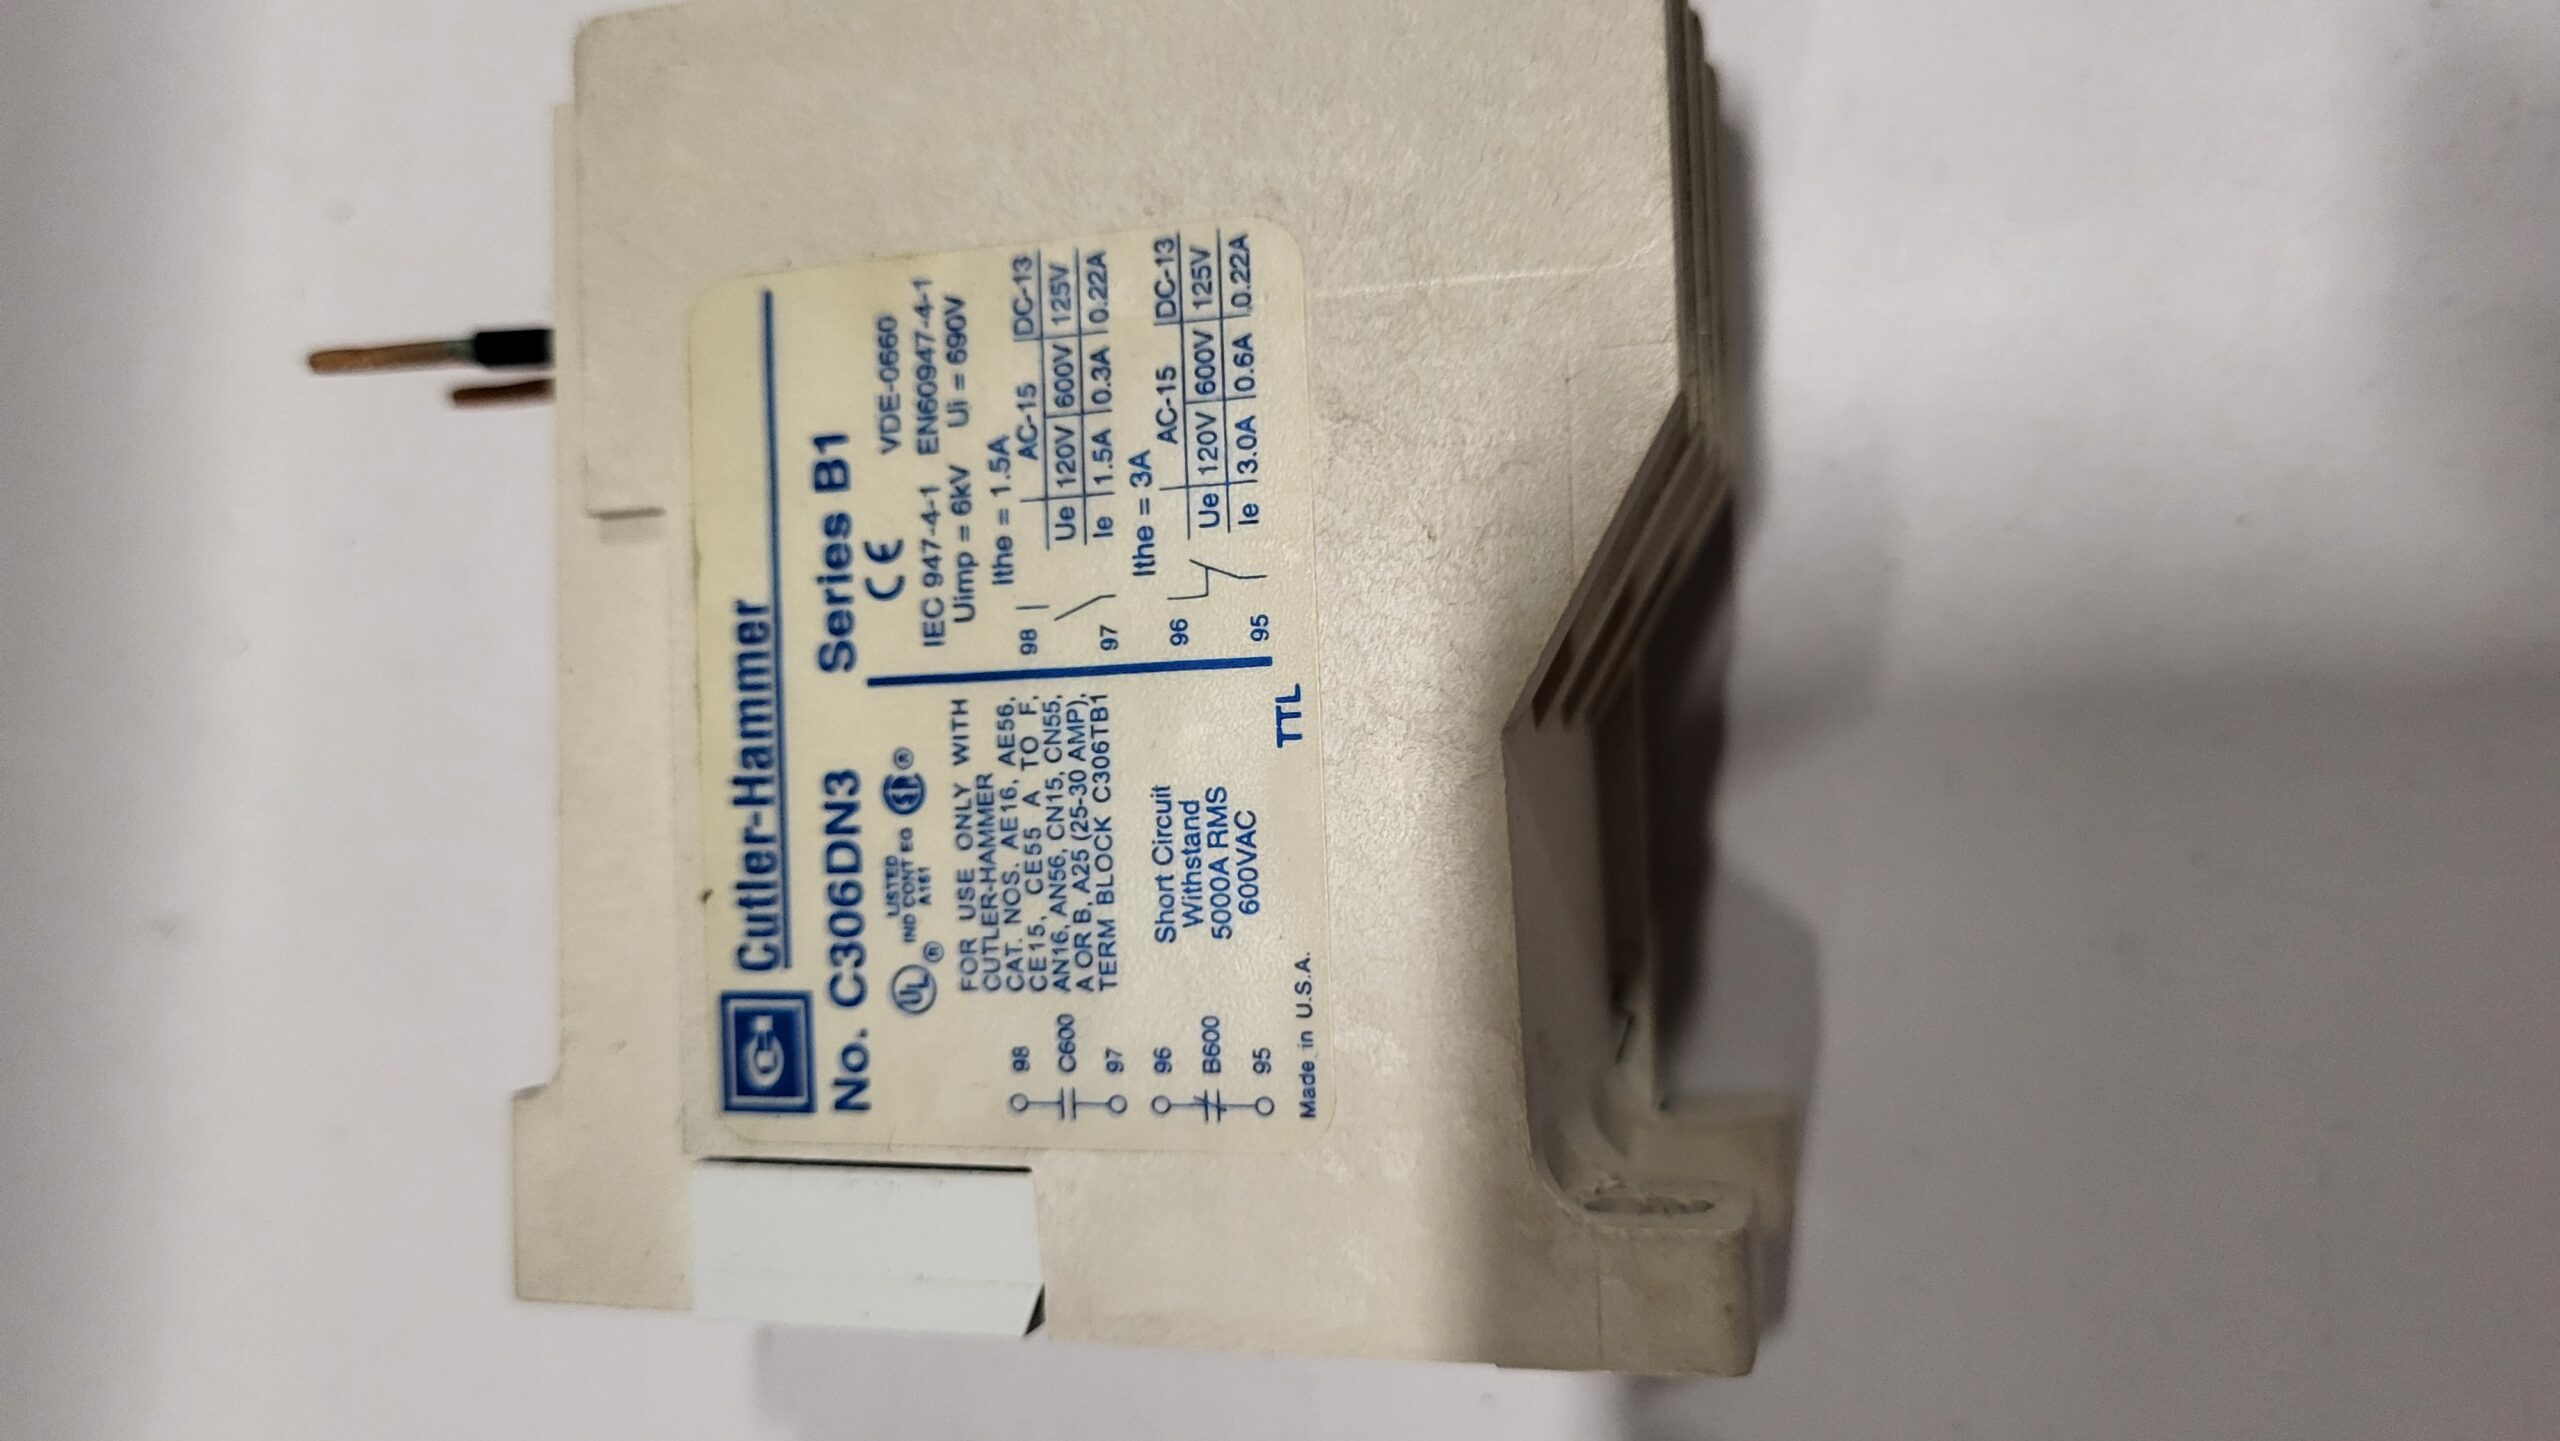 Cutler-Hammer
No. C306DN3 Series B1
UL ® LISTED
IND CONT EQ
A161
®
CE VDE-0660
IEC 947-4-1 EN60947-4-1
Uimp = 6kV Ui = 690V
FOR USE ONLY WITH
CUTLER-HAMMER
CAT. NOS. AE16, AE56,
CE15, CE55 A TO F,
AN16, AN56, CN15, CN55,
A OR B, A25 (25-30 AMP),
TERM BLOCK C306TB1
98
C600
97
96
B600
95
Short Circuit
Withstand
5000A RMS
600VAC
Ithe = 1.5A
98 AC-15 DC-13
Ue 120V 600V 125V
97 Ie 1.5A 0.3A 0.22A
Ithe = 3A
96 AC-15 DC-13
Ue 120V 600V 125V
95 Ie 3.0A 0.6A 0.22A
Made in U.S.A. TTL